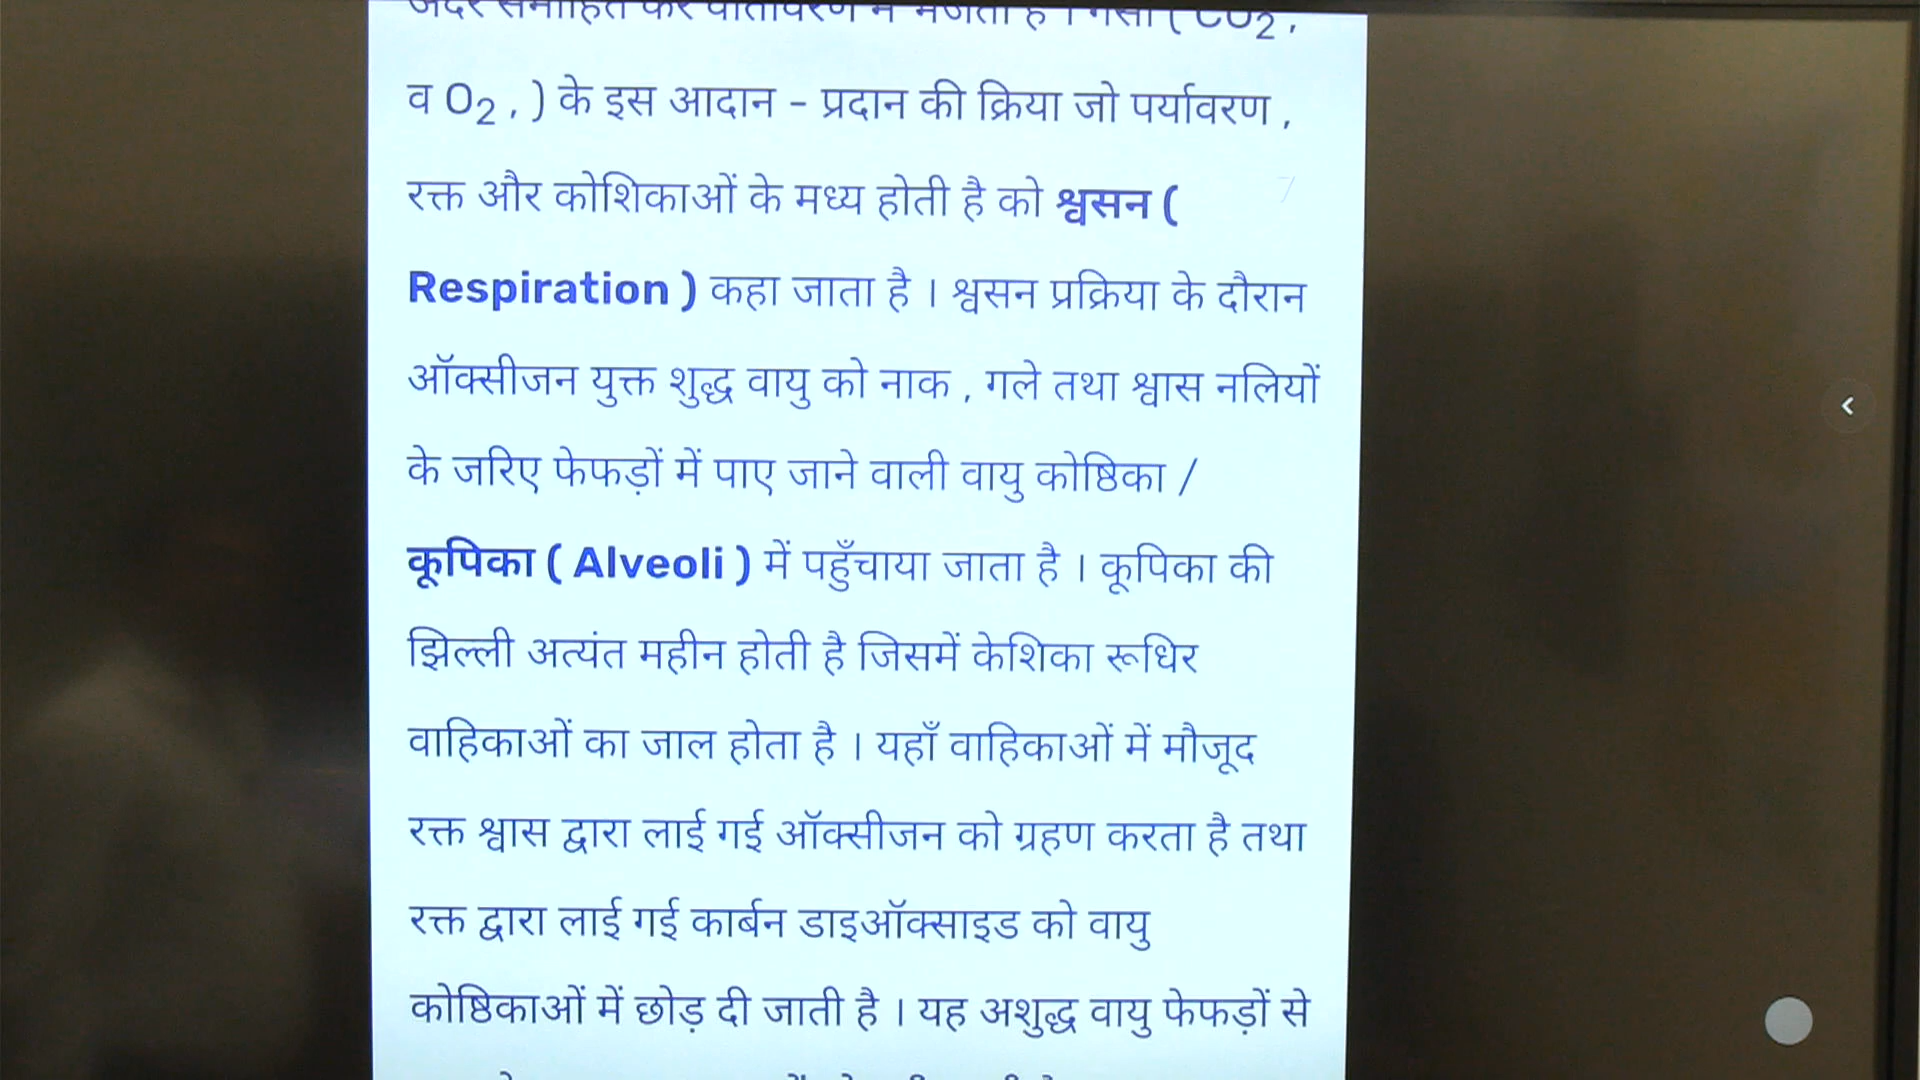 गैसों ( CO2 ,
व O2 , ) के इस आदान - प्रदान की क्रिया जो पर्यावरण ,
रक्त और कोशिकाओं के मध्य होती है को श्वसन (
Respiration ) कहा जाता है । श्वसन प्रक्रिया के दौरान
ऑक्सीजन युक्त शुद्ध वायु को नाक , गले तथा श्वास नलियों
के जरिए फेफड़ों में पाए जाने वाली वायु कोष्ठिका /
कूपिका ( Alveoli ) में पहुँचाया जाता है । कूपिका की
झिल्ली अत्यंत महीन होती है जिसमें केशिका रूधिर
वाहिकाओं का जाल होता है । यहाँ वाहिकाओं में मौजूद
रक्त श्वास द्वारा लाई गई ऑक्सीजन को ग्रहण करता है तथा
रक्त द्वारा लाई गई कार्बन डाइऑक्साइड को वायु
कोष्ठिकाओं में छोड़ दी जाती है । यह अशुद्ध वायु फेफड़ों से